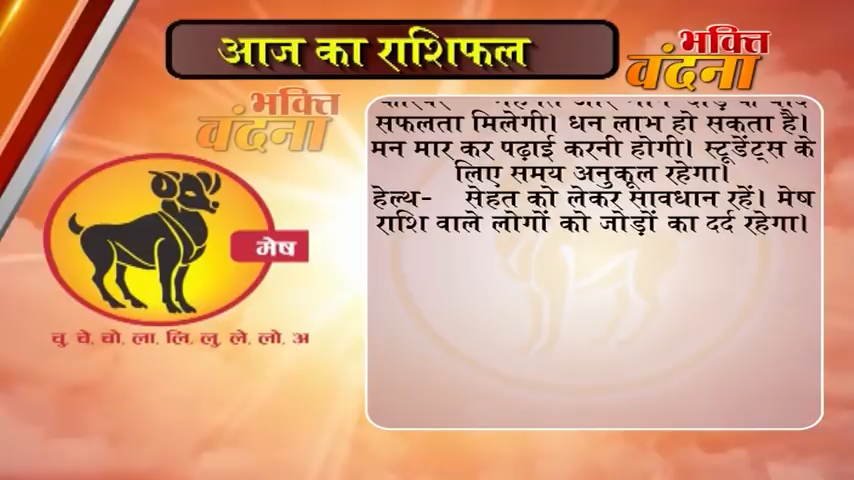 आज का राशिफल
भक्ति
वंदना
भक्ति
वंदना
सफलता मिलेगी। धन लाभ हो सकता है।
मन मार कर पढ़ाई करनी होगी। स्टूडेंट्स के
लिए समय अनुकूल रहेगा।
हेल्थ- सेहत को लेकर सावधान रहें। मेष
राशि वाले लोगों को जोड़ों का दर्द रहेगा।
मेष
चु, चे, चो, ला, लि, लु, ले, लो, अ